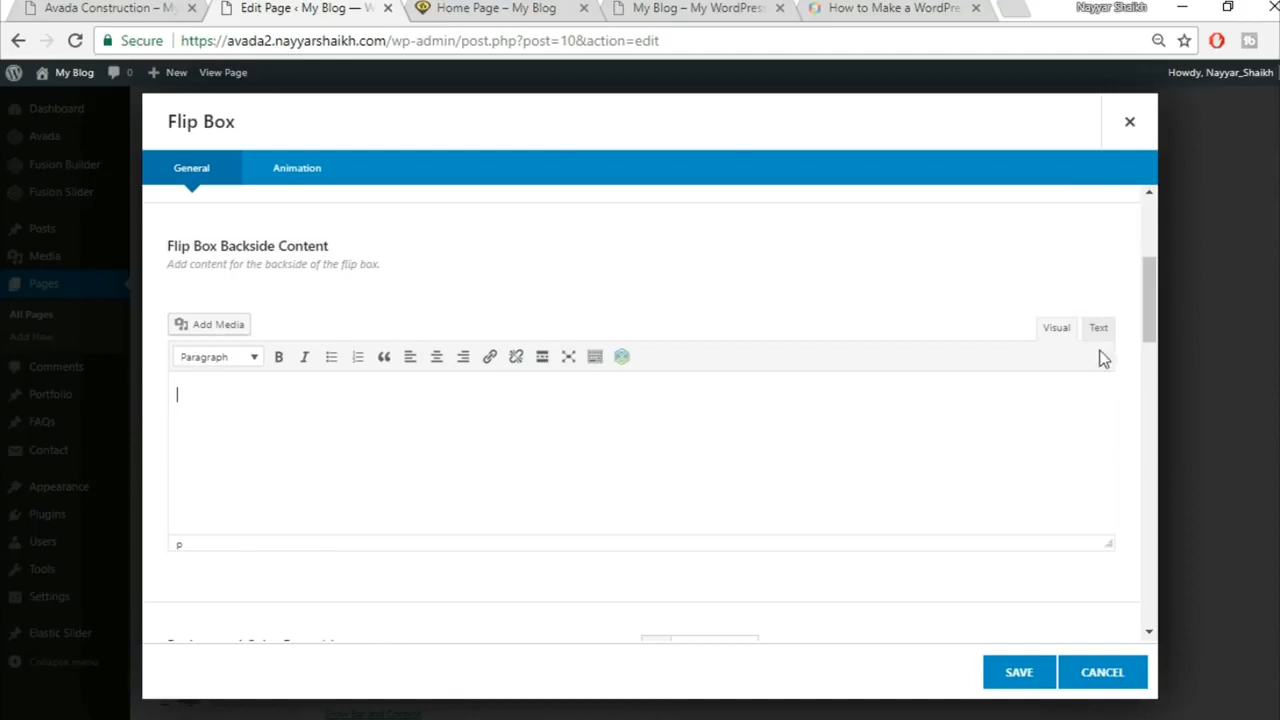 Avada Construction – My
Edit Page ‹ My Blog — W
Home Page – My Blog
My Blog – My WordPress
How to Make a WordPre
Nayyar Shaikh
Secure
https://avada2.nayyarshaikh.com/wp-admin/post.php?post=10&action=edit
My Blog
0
New
View Page
Howdy, Nayyar_Shaikh
Dashboard
Avada
Fusion Builder
Fusion Slider
Posts
Media
Pages
All Pages
Add New
Comments
Portfolio
FAQs
Contact
Appearance
Plugins
Users
Tools
Settings
Elastic Slider
Collapse menu
Flip Box
General
Animation
Flip Box Backside Content
Add content for the backside of the flip box.
Add Media
Visual
Text
Paragraph
B
I
p
SAVE
CANCEL